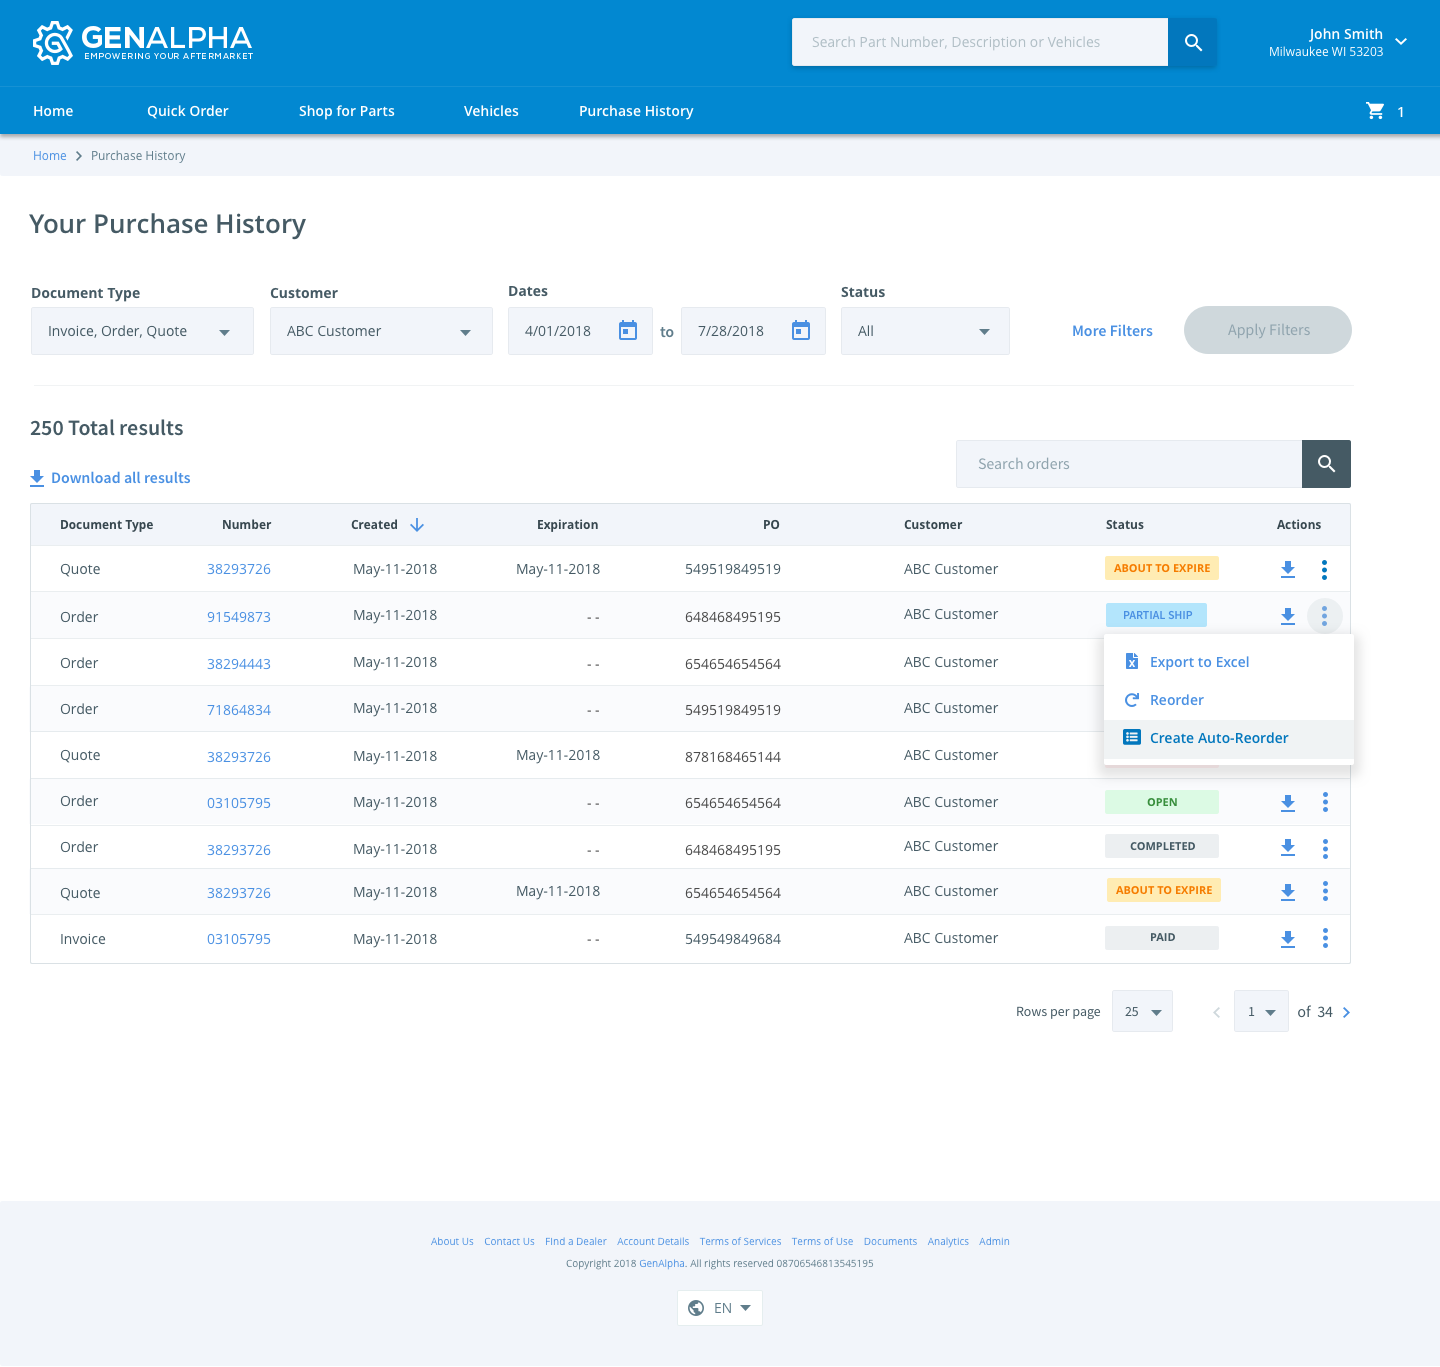 GENALPHA
EMPOWERING YOUR AFTERMARKET
Search Part Number, Description or Vehicles
John Smith
Milwaukee WI 53203
Home Quick Order Shop for Parts Vehicles Purchase History 1
Home Purchase History
Your Purchase History
Document Type Customer Dates Status
Invoice, Order, Quote ABC Customer 4/01/2018 to 7/28/2018 All More Filters Apply Filters
250 Total results
Download all results Search orders
Document Type Number Created Expiration PO Customer Status Actions
Quote 38293726 May-11-2018 May-11-2018 549519849519 ABC Customer ABOUT TO EXPIRE
Order 91549873 May-11-2018 - - 648468495195 ABC Customer PARTIAL SHIP
Order 38294443 May-11-2018 - - 654654654564 ABC Customer Export to Excel
Order 71864834 May-11-2018 - - 549519849519 ABC Customer Reorder
Quote 38293726 May-11-2018 May-11-2018 878168465144 ABC Customer Create Auto-Reorder
Order 03105795 May-11-2018 - - 654654654564 ABC Customer OPEN
Order 38293726 May-11-2018 - - 648468495195 ABC Customer COMPLETED
Quote 38293726 May-11-2018 May-11-2018 654654654564 ABC Customer ABOUT TO EXPIRE
Invoice 03105795 May-11-2018 - - 549549849684 ABC Customer PAID
Rows per page 25 1 of 34
About Us Contact Us Find a Dealer Account Details Terms of Services Terms of Use Documents Analytics Admin
Copyright 2018 GenAlpha. All rights reserved 08706546813545195
EN